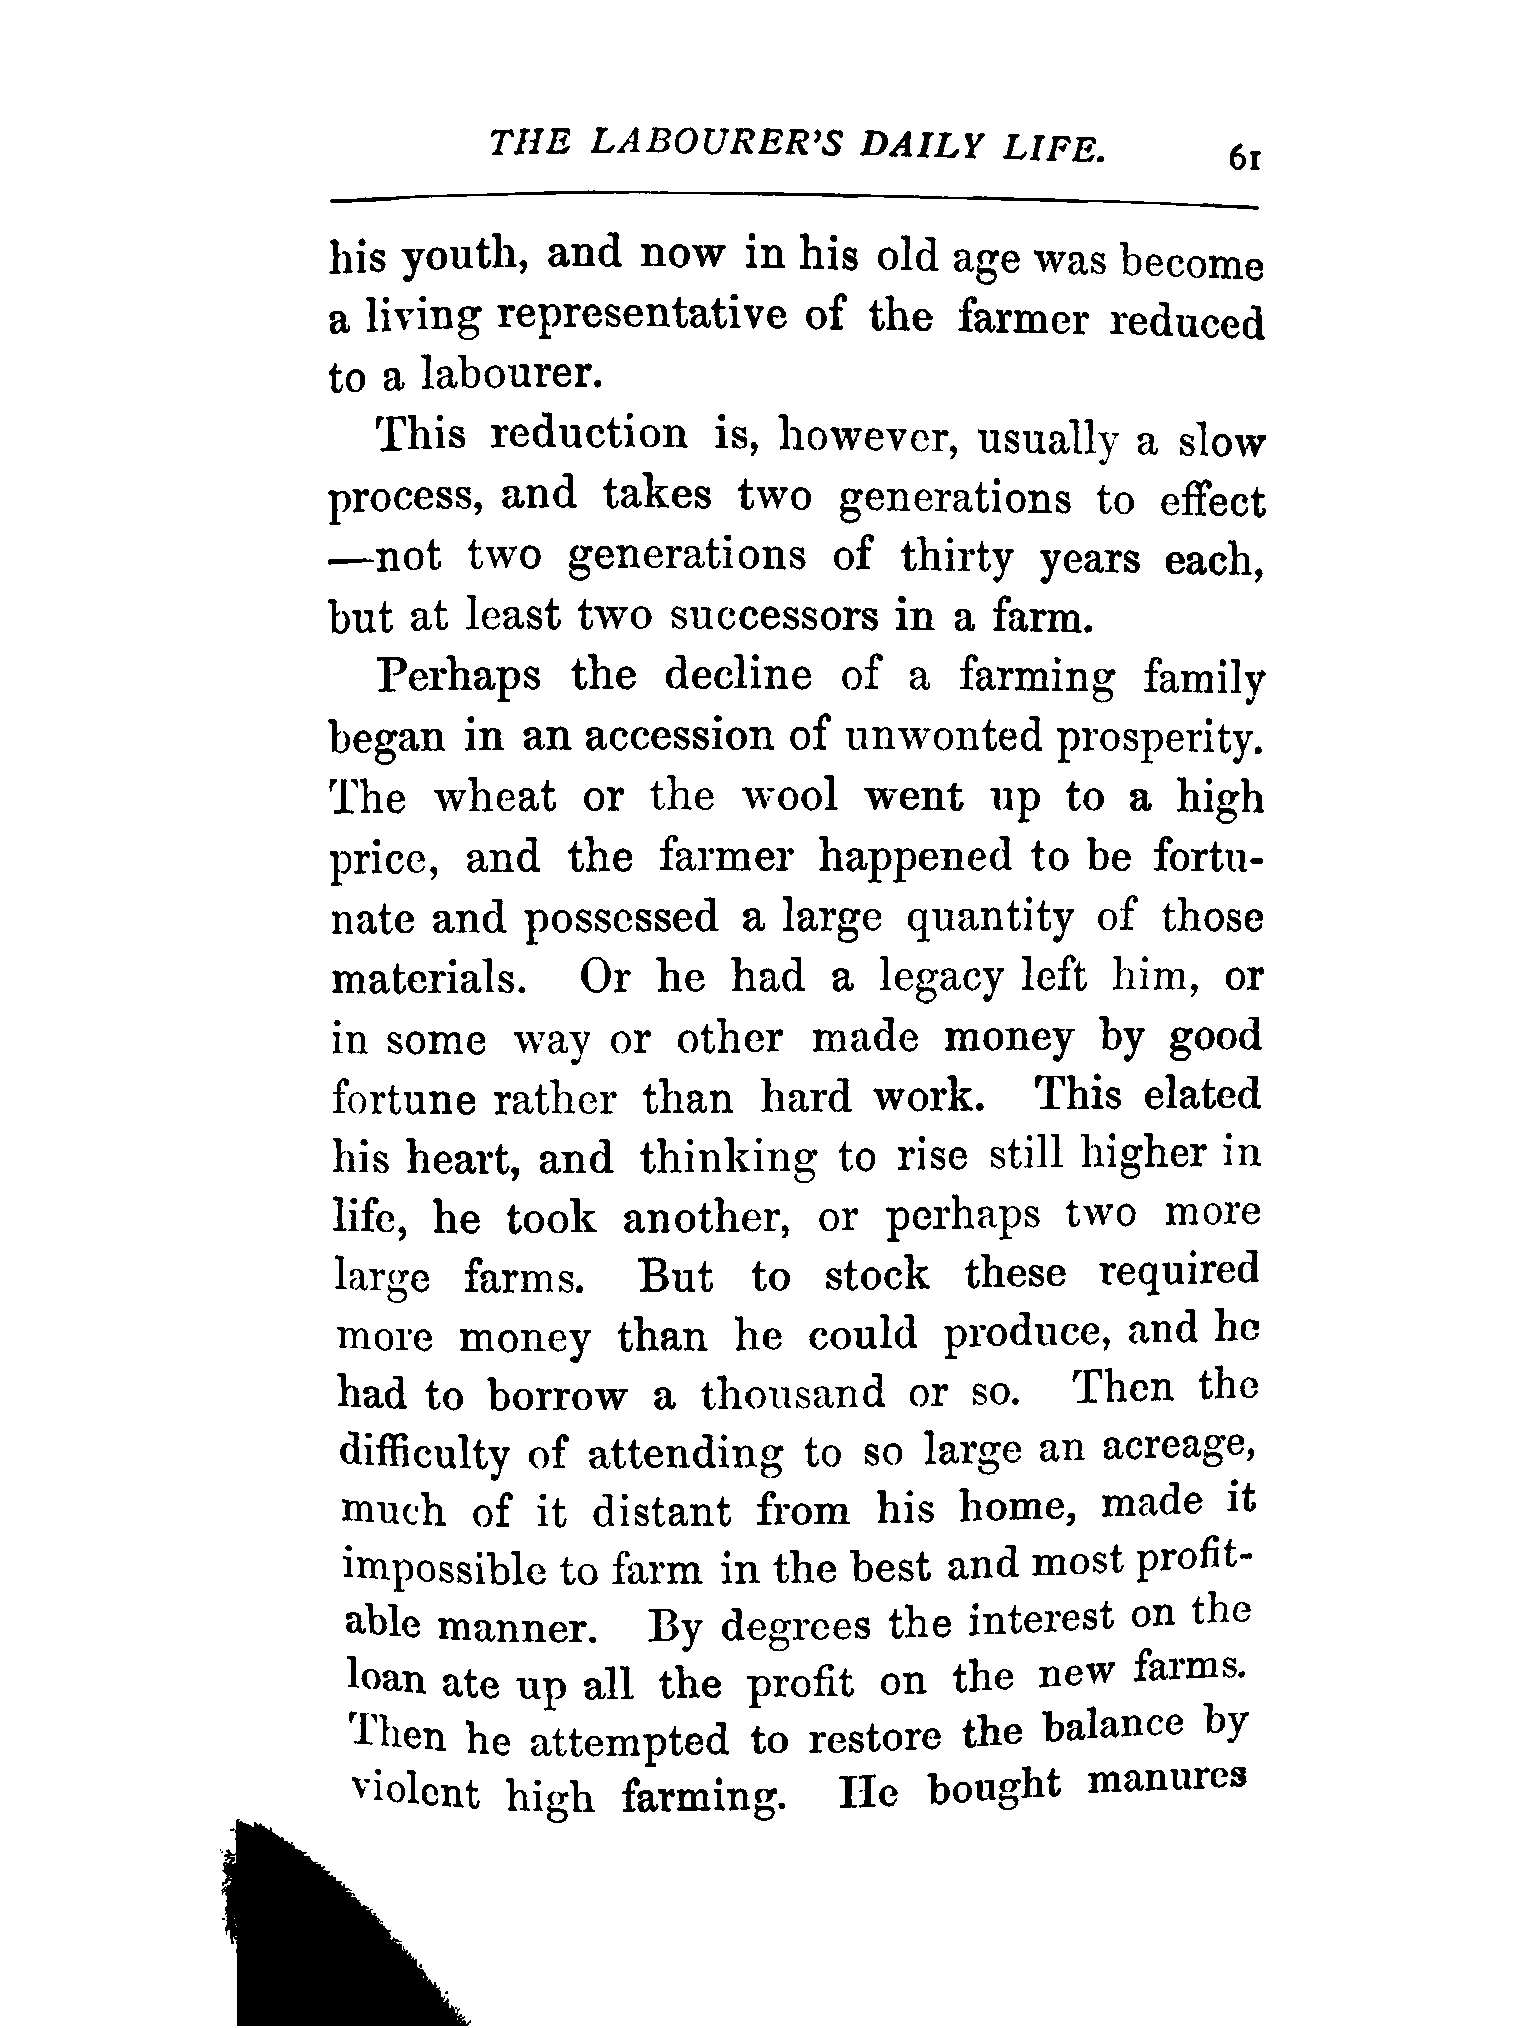 THE LABOURER'S DAILY LIFE. 61
his youth, and now in his old age was become
a living representative of the farmer reduced
to a labourer.
This reduction is, however, usually a slow
process, and takes two generations to effect
—not two generations of thirty years each,
but at least two successors in a farm.
Perhaps the decline of a farming family
began in an accession of unwonted prosperity.
The wheat or the wool went up to a high
price, and the farmer happened to be fortu-
nate and possessed a large quantity of those
materials. Or he had a legacy left him, or
in some way or other made money by good
fortune rather than hard work. This elated
his heart, and thinking to rise still higher in
life, he took another, or perhaps two more
large farms. But to stock these required
more money than he could produce, and he
had to borrow a thousand or so. Then the
difficulty of attending to so large an acreage,
much of it distant from his home, made it
impossible to farm in the best and most profit-
able manner. By degrees the interest on the
loan ate up all the profit on the new farms.
Then he attempted to restore the balance by
violent high farming. He bought manures